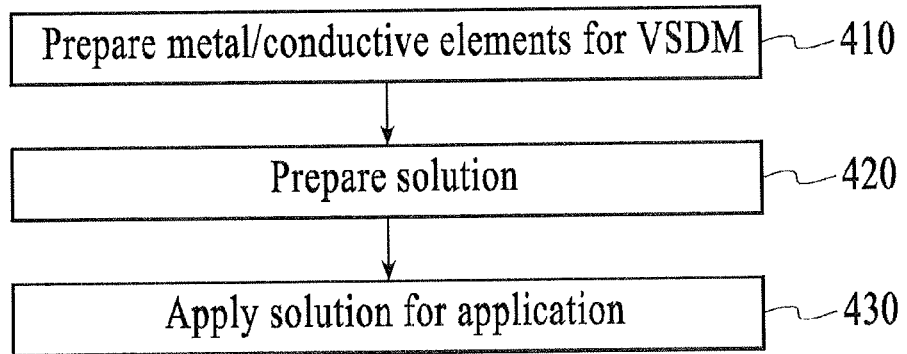 Prepare metal/conductive elements for VSDM 410
Prepare solution 420
Apply solution for application 430